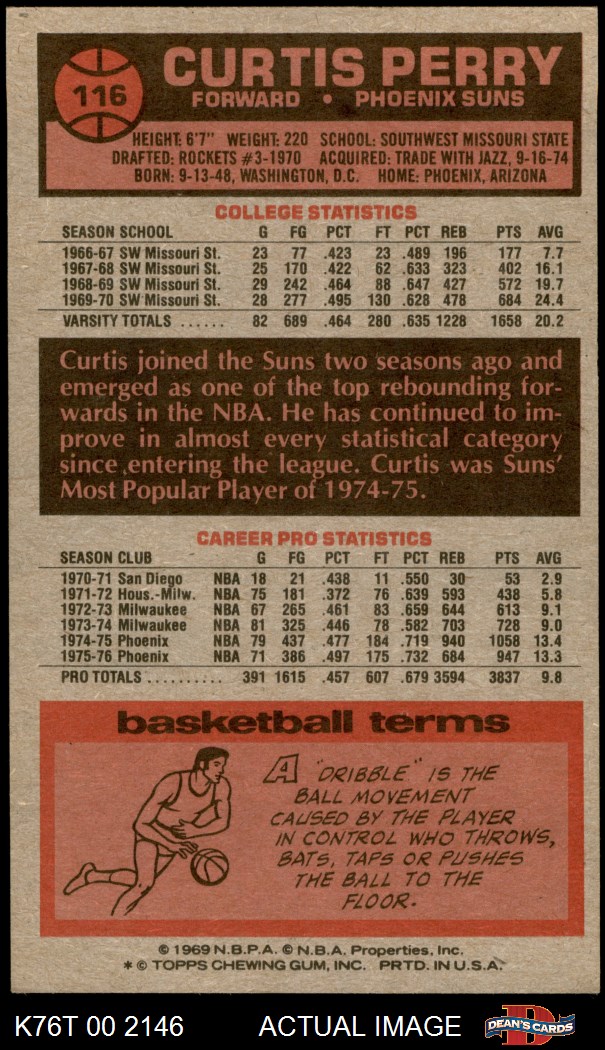 116
CURTIS PERRY
FORWARD • PHOENIX SUNS
HEIGHT: 6'7" WEIGHT: 220 SCHOOL: SOUTHWEST MISSOURI STATE
DRAFTED: ROCKETS #3-1970 ACQUIRED: TRADE WITH JAZZ, 9-16-74
BORN: 9-13-48, WASHINGTON, D.C. HOME: PHOENIX, ARIZONA
COLLEGE STATISTICS
SEASON SCHOOL G FG PCT FT PCT REB PTS AVG
1966-67 SW Missouri St. 23 77 .423 23 .489 196 177 7.7
1967-68 SW Missouri St. 25 170 .422 62 .633 323 402 16.1
1968-69 SW Missouri St. 29 242 .464 88 .647 427 572 19.7
1969-70 SW Missouri St. 28 277 .495 130 .628 478 684 24.4
VARSITY TOTALS ...... 82 689 .464 280 .635 1228 1658 20.2
Curtis joined the Suns two seasons ago and
emerged as one of the top rebounding for-
wards in the NBA. He has continued to im-
prove in almost every statistical category
since entering the league. Curtis was Suns'
Most Popular Player of 1974-75.
CAREER PRO STATISTICS
SEASON CLUB G FG PCT FT PCT REB PTS AVG
1970-71 San Diego NBA 18 21 .438 11 .550 30 53 2.9
1971-72 Hous.-Milw. NBA 75 181 .372 76 .639 593 438 5.8
1972-73 Milwaukee NBA 67 265 .461 83 .659 644 613 9.1
1973-74 Milwaukee NBA 81 325 .446 78 .582 703 728 9.0
1974-75 Phoenix NBA 79 437 .477 184 .719 940 1058 13.4
1975-76 Phoenix NBA 71 386 .497 175 .732 684 947 13.3
PRO TOTALS .......... 391 1615 .457 607 .679 3594 3837 9.8
basketball terms
A "DRIBBLE" IS THE
BALL MOVEMENT
CAUSED BY THE PLAYER
IN CONTROL WHO THROWS,
BATS, TAPS OR PUSHES
THE BALL TO THE
FLOOR.
© 1969 N.B.P.A. © N.B.A. Properties, Inc.
* © TOPPS CHEWING GUM, INC. PRTD. IN U.S.A.
K76T 00 2146 ACTUAL IMAGE
D
DEAN'S CARDS